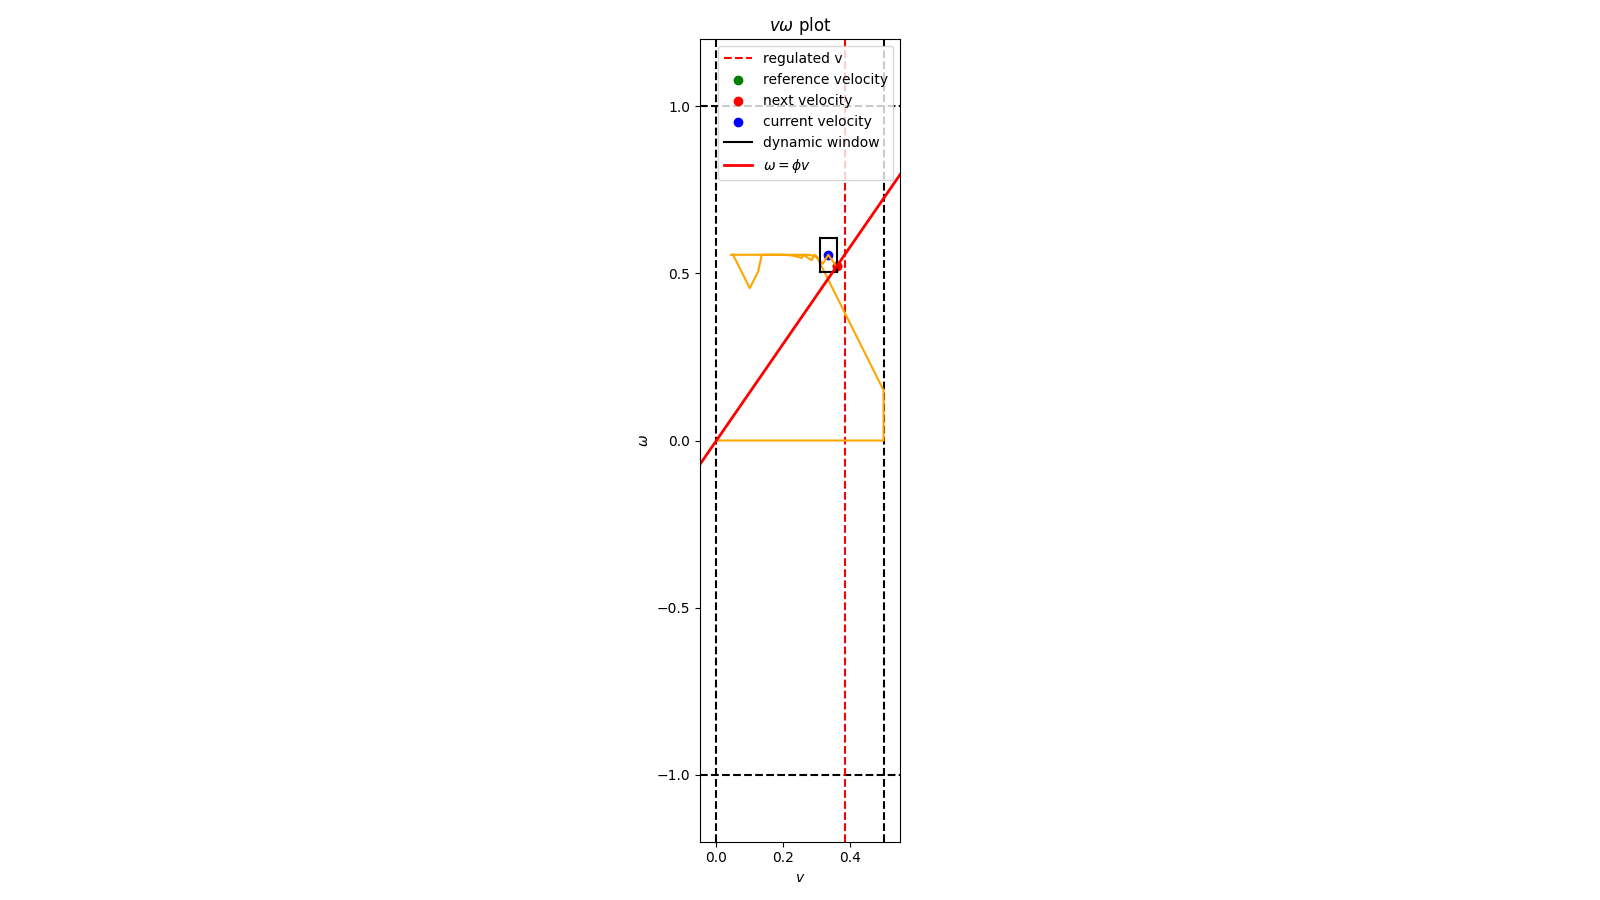 vω plot
regulated v
reference velocity
next velocity
current velocity
dynamic window
ω = ϕv
1.0
0.5
0.0
−0.5
−1.0
ω
0.0 0.2 0.4
v